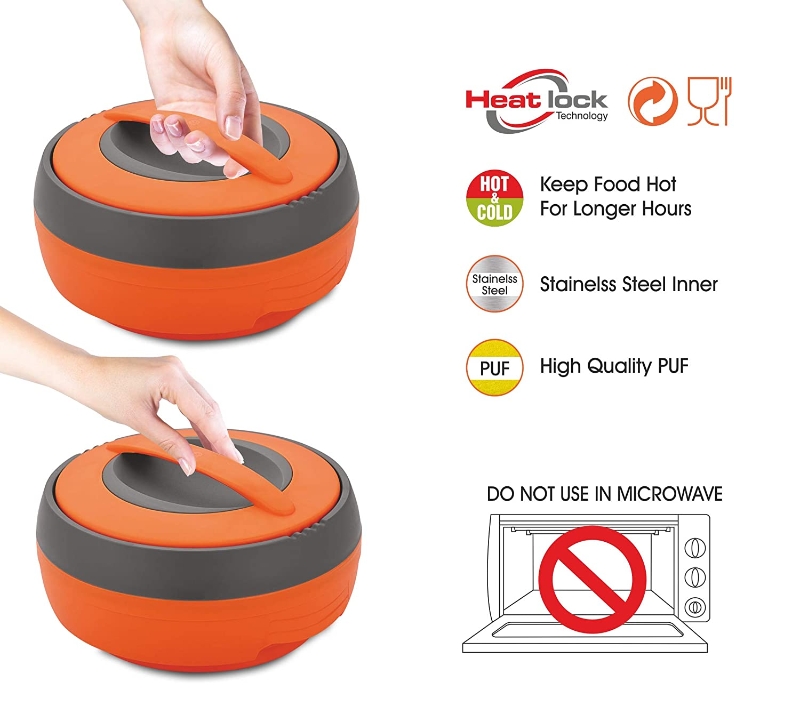 Heat lock
Technology
HOT
&
COLD
Keep Food Hot
For Longer Hours
Stainelss
Steel
Stainelss Steel Inner
PUF
High Quality PUF
DO NOT USE IN MICROWAVE